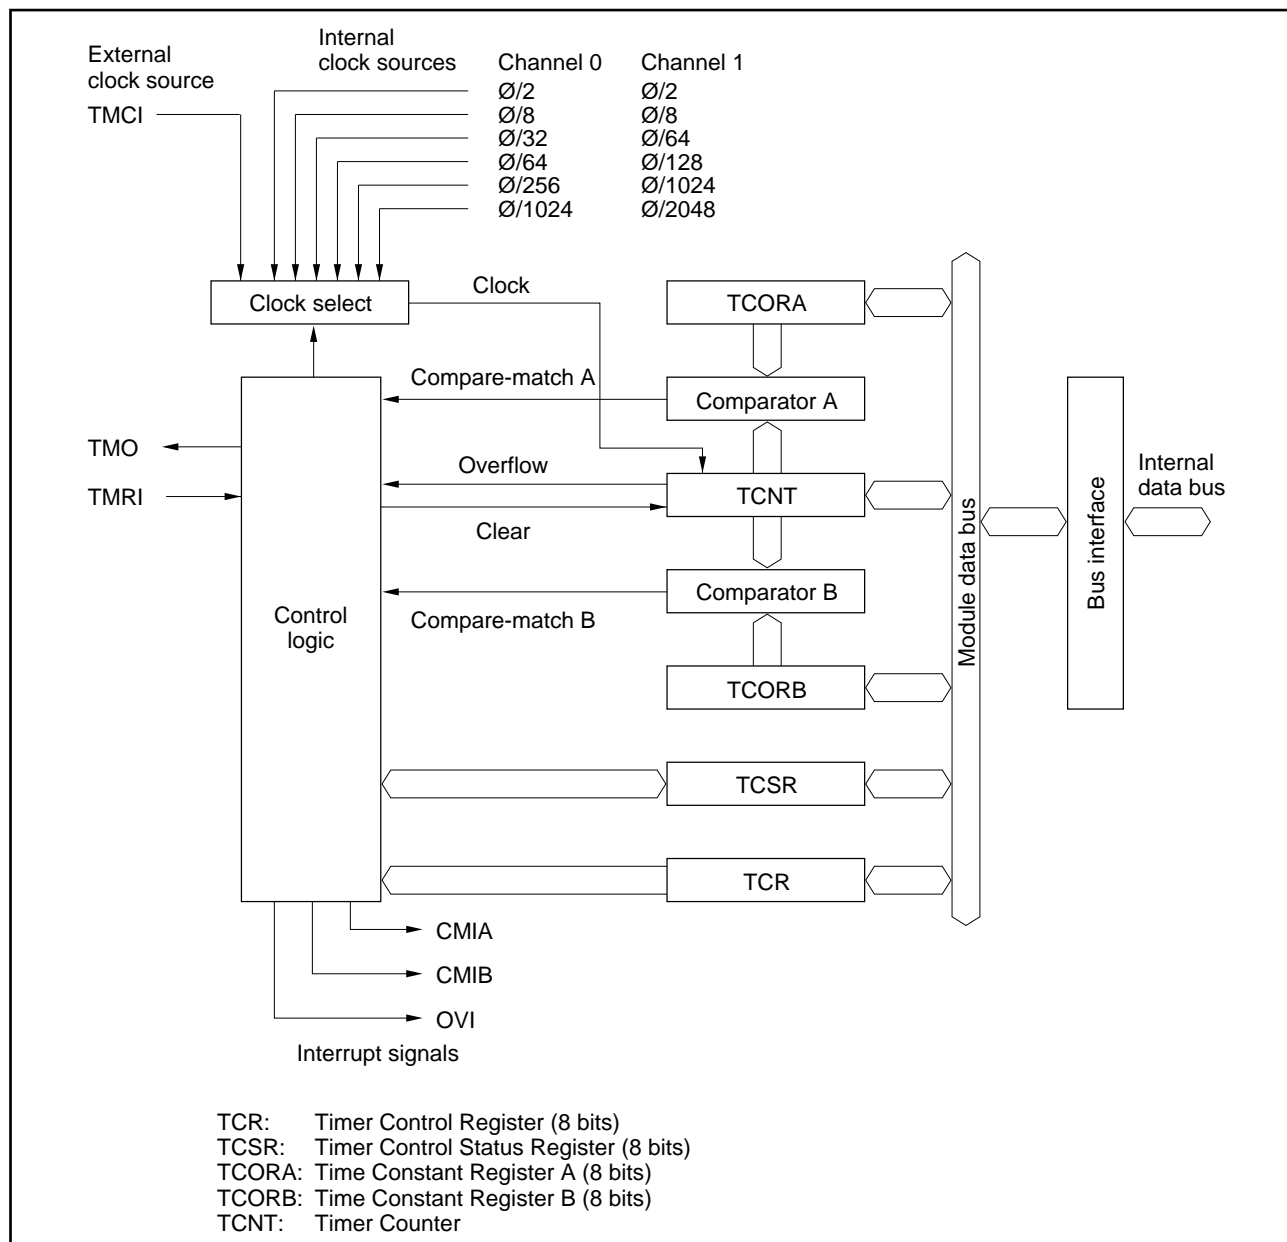 External
clock source
TMCI
Internal
clock sources
Channel 0 Channel 1
Ø/2 Ø/2
Ø/8 Ø/8
Ø/32 Ø/64
Ø/64 Ø/128
Ø/256 Ø/1024
Ø/1024 Ø/2048
Clock select
Clock
TCORA
Compare-match A
Comparator A
TMO
Overflow
TMRI
TCNT
Clear
Control
logic
Comparator B
Compare-match B
TCORB
TCSR
TCR
Module data bus
Bus interface
Internal
data bus
CMIA
CMIB
OVI
Interrupt signals
TCR: Timer Control Register (8 bits)
TCSR: Timer Control Status Register (8 bits)
TCORA: Time Constant Register A (8 bits)
TCORB: Time Constant Register B (8 bits)
TCNT: Timer Counter